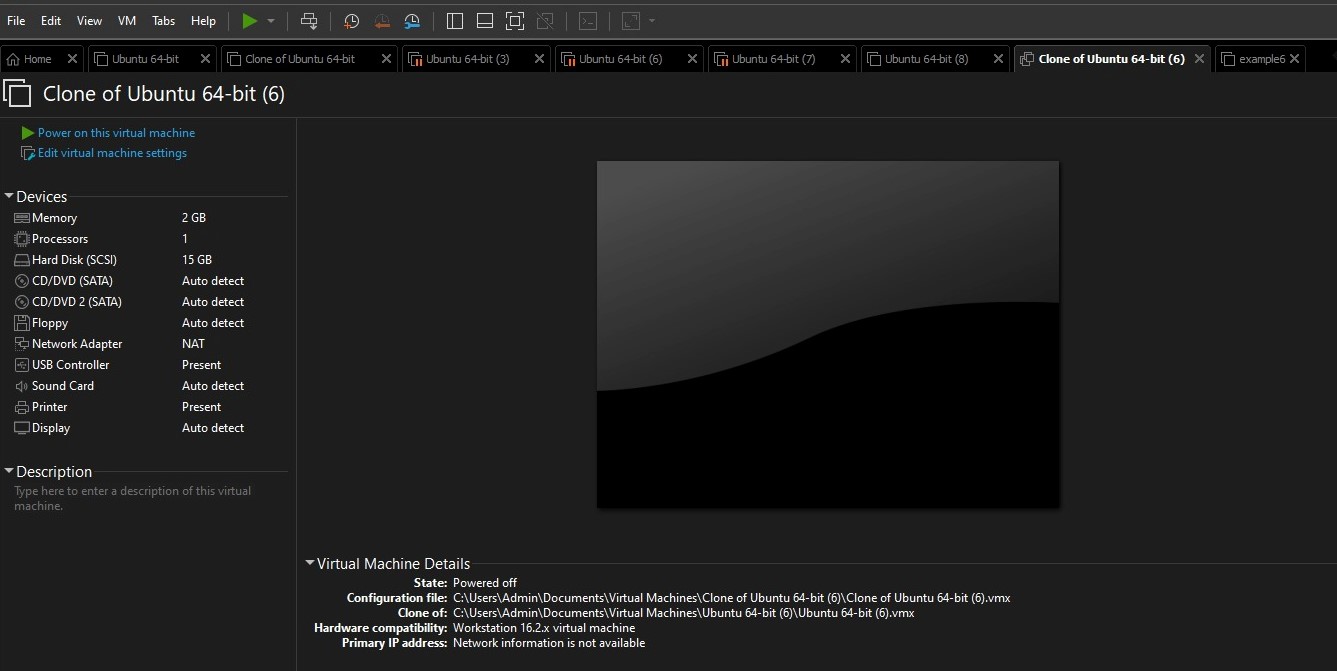 File Edit View VM Tabs Help
Home Ubuntu 64-bit Clone of Ubuntu 64-bit Ubuntu 64-bit (3) Ubuntu 64-bit (6) Ubuntu 64-bit (7) Ubuntu 64-bit (8) Clone of Ubuntu 64-bit (6) example6
Clone of Ubuntu 64-bit (6)
Power on this virtual machine
Edit virtual machine settings
Devices
Memory 2 GB
Processors 1
Hard Disk (SCSI) 15 GB
CD/DVD (SATA) Auto detect
CD/DVD 2 (SATA) Auto detect
Floppy Auto detect
Network Adapter NAT
USB Controller Present
Sound Card Auto detect
Printer Present
Display Auto detect
Description
Type here to enter a description of this virtual
machine.
Virtual Machine Details
State: Powered off
Configuration file: C:\Users\Admin\Documents\Virtual Machines\Clone of Ubuntu 64-bit (6)\Clone of Ubuntu 64-bit (6).vmx
Clone of: C:\Users\Admin\Documents\Virtual Machines\Ubuntu 64-bit (6)\Ubuntu 64-bit (6).vmx
Hardware compatibility: Workstation 16.2.x virtual machine
Primary IP address: Network information is not available